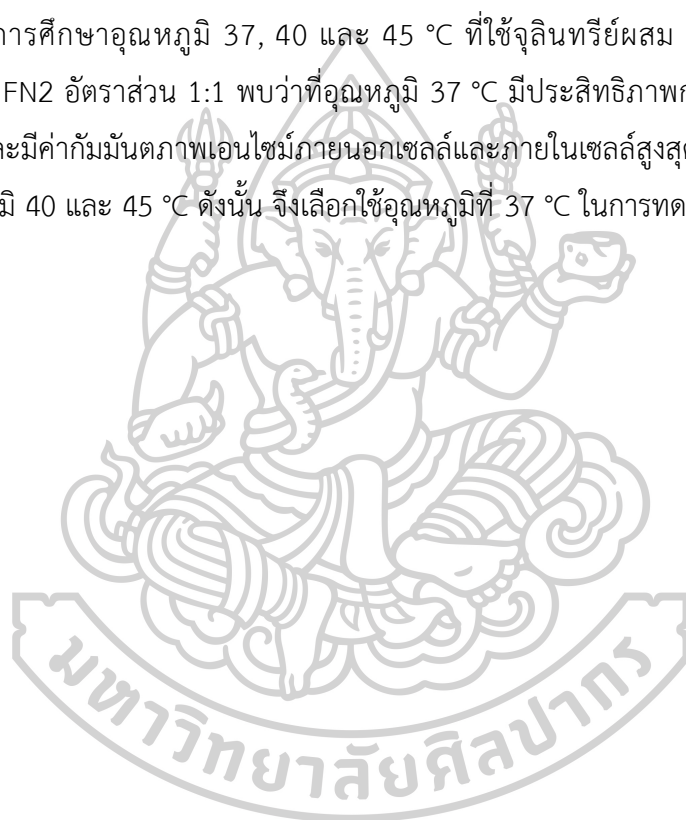 การศึกษาอุณหภูมิ 37, 40 และ 45 °C ที่ใช้จุลินทรีย์ผสม
FN2 อัตราส่วน 1:1 พบว่าที่อุณหภูมิ 37 °C มีประสิทธิภาพ
ละมีค่ากัมมันตภาพเอนไซม์ภายนอกเซลล์และภายในเซลล์สูงสุด
มิ 40 และ 45 °C ดังนั้น จึงเลือกใช้อุณหภูมิที่ 37 °C ในการทด
มหาวิทยาลัยศิลปากร